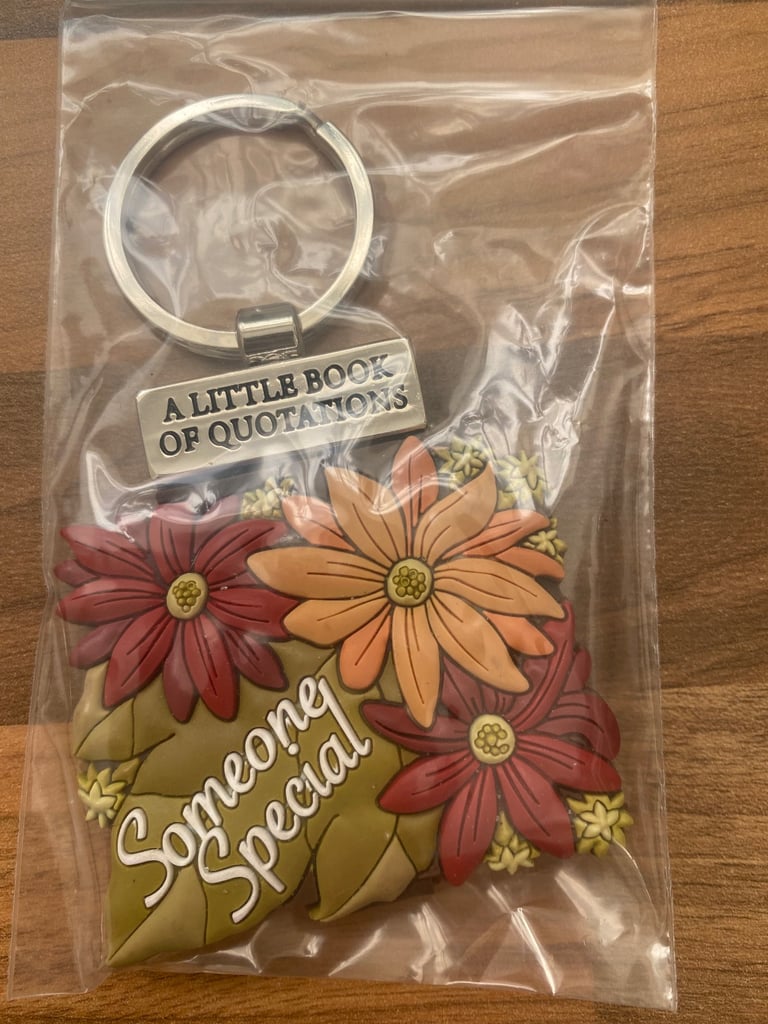 A LITTLE BOOK
OF QUOTATIONS
Someone
Special